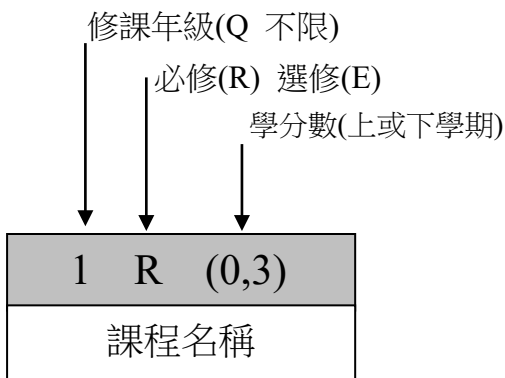 修課年級(Q 不限)
必修(R) 選修(E)
學分數(上或下學期)
1 R (0,3)
課程名稱